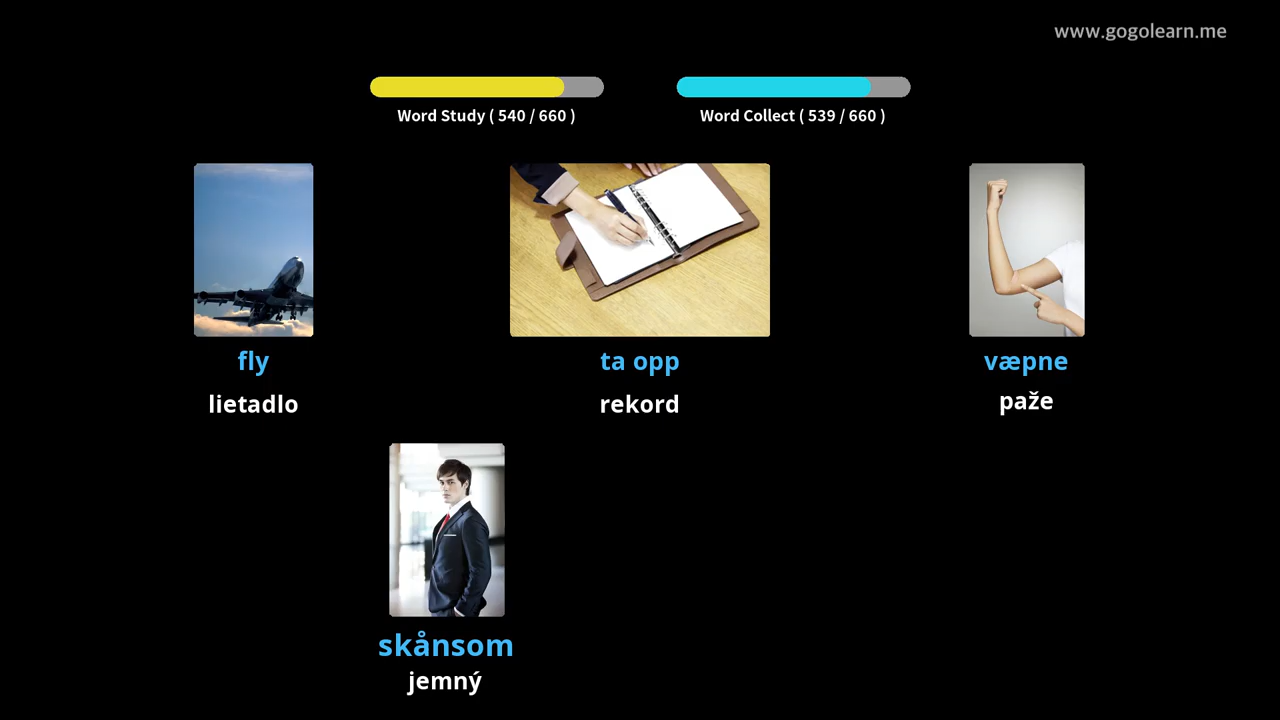 www.gogolearn.me
Word Study ( 540 / 660 )
Word Collect ( 539 / 660 )
fly
lietadlo
ta opp
rekord
væpne
paže
skånsom
jemný